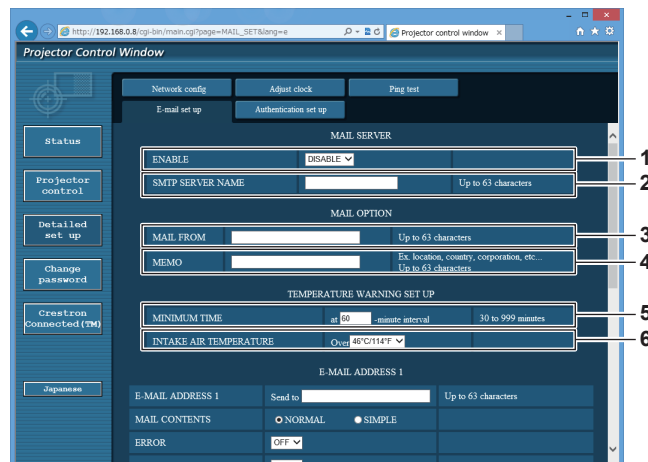 http://192.168.0.8/cgi-bin/main.cgi?page=MAIL_SET&lang=e
Projector control window
Projector Control Window
Network config Adjust clock Ping test
E-mail set up Authentication set up
Status
MAIL SERVER
ENABLE DISABLE 1
Projector control
SMTP SERVER NAME Up to 63 characters 2
Detailed set up
MAIL OPTION
MAIL FROM Up to 63 characters 3
MEMO Ex. location, country, corporation, etc... 4
Up to 63 characters
Change password
TEMPERATURE WARNING SET UP
Crestron Connected(TM)
MINIMUM TIME at 60 -minute interval 30 to 999 minutes 5
INTAKE AIR TEMPERATURE Over 46°C/114°F 6
E-MAIL ADDRESS 1
Japanese
E-MAIL ADDRESS 1 Send to Up to 63 characters
MAIL CONTENTS NORMAL SIMPLE
ERROR OFF